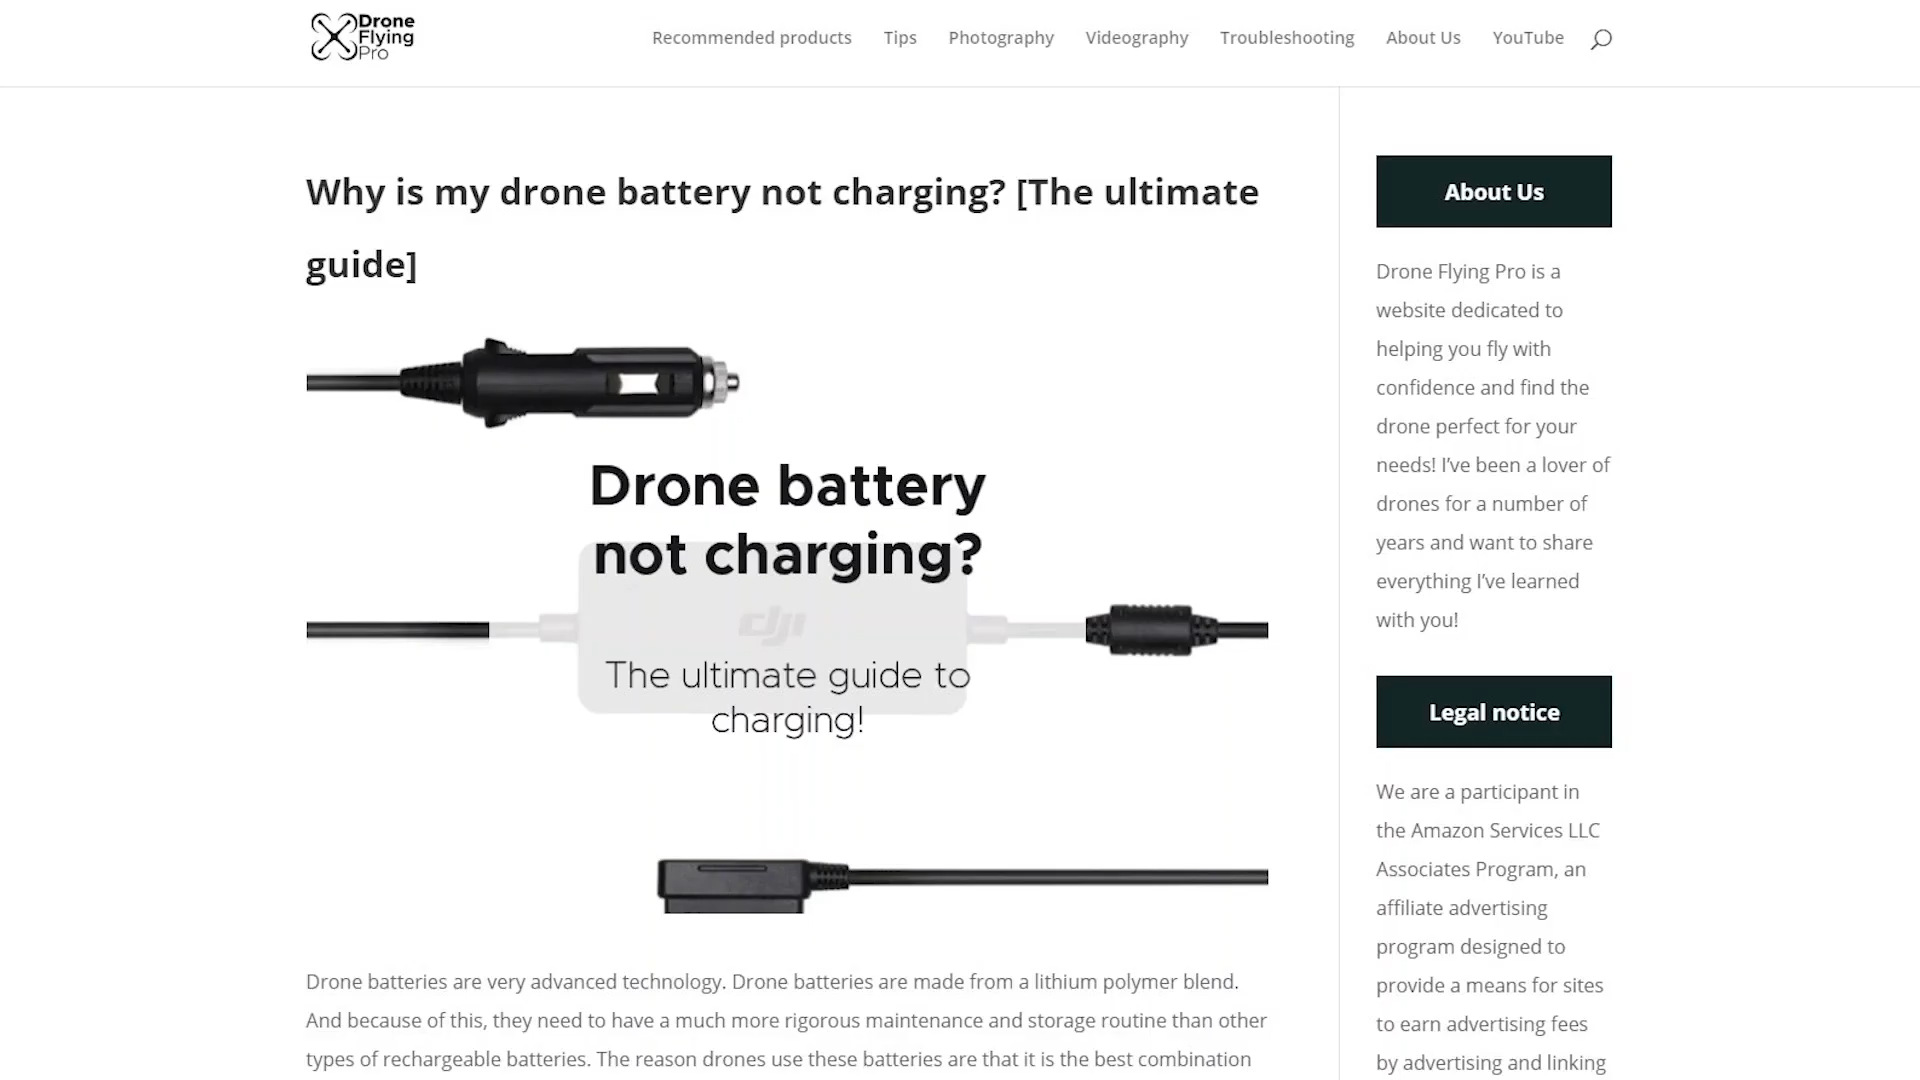 Drone
Flying
Pro
Recommended products
Tips
Photography
Videography
Troubleshooting
About Us
YouTube
Why is my drone battery not charging? [The ultimate
guide]
Drone battery
not charging?
dji
The ultimate guide to
charging!
Drone batteries are very advanced technology. Drone batteries are made from a lithium polymer blend.
And because of this, they need to have a much more rigorous maintenance and storage routine than other
types of rechargeable batteries. The reason drones use these batteries are that it is the best combination
About Us
Drone Flying Pro is a
website dedicated to
helping you fly with
confidence and find the
drone perfect for your
needs! I’ve been a lover of
drones for a number of
years and want to share
everything I’ve learned
with you!
Legal notice
We are a participant in
the Amazon Services LLC
Associates Program, an
affiliate advertising
program designed to
provide a means for sites
to earn advertising fees
by advertising and linking